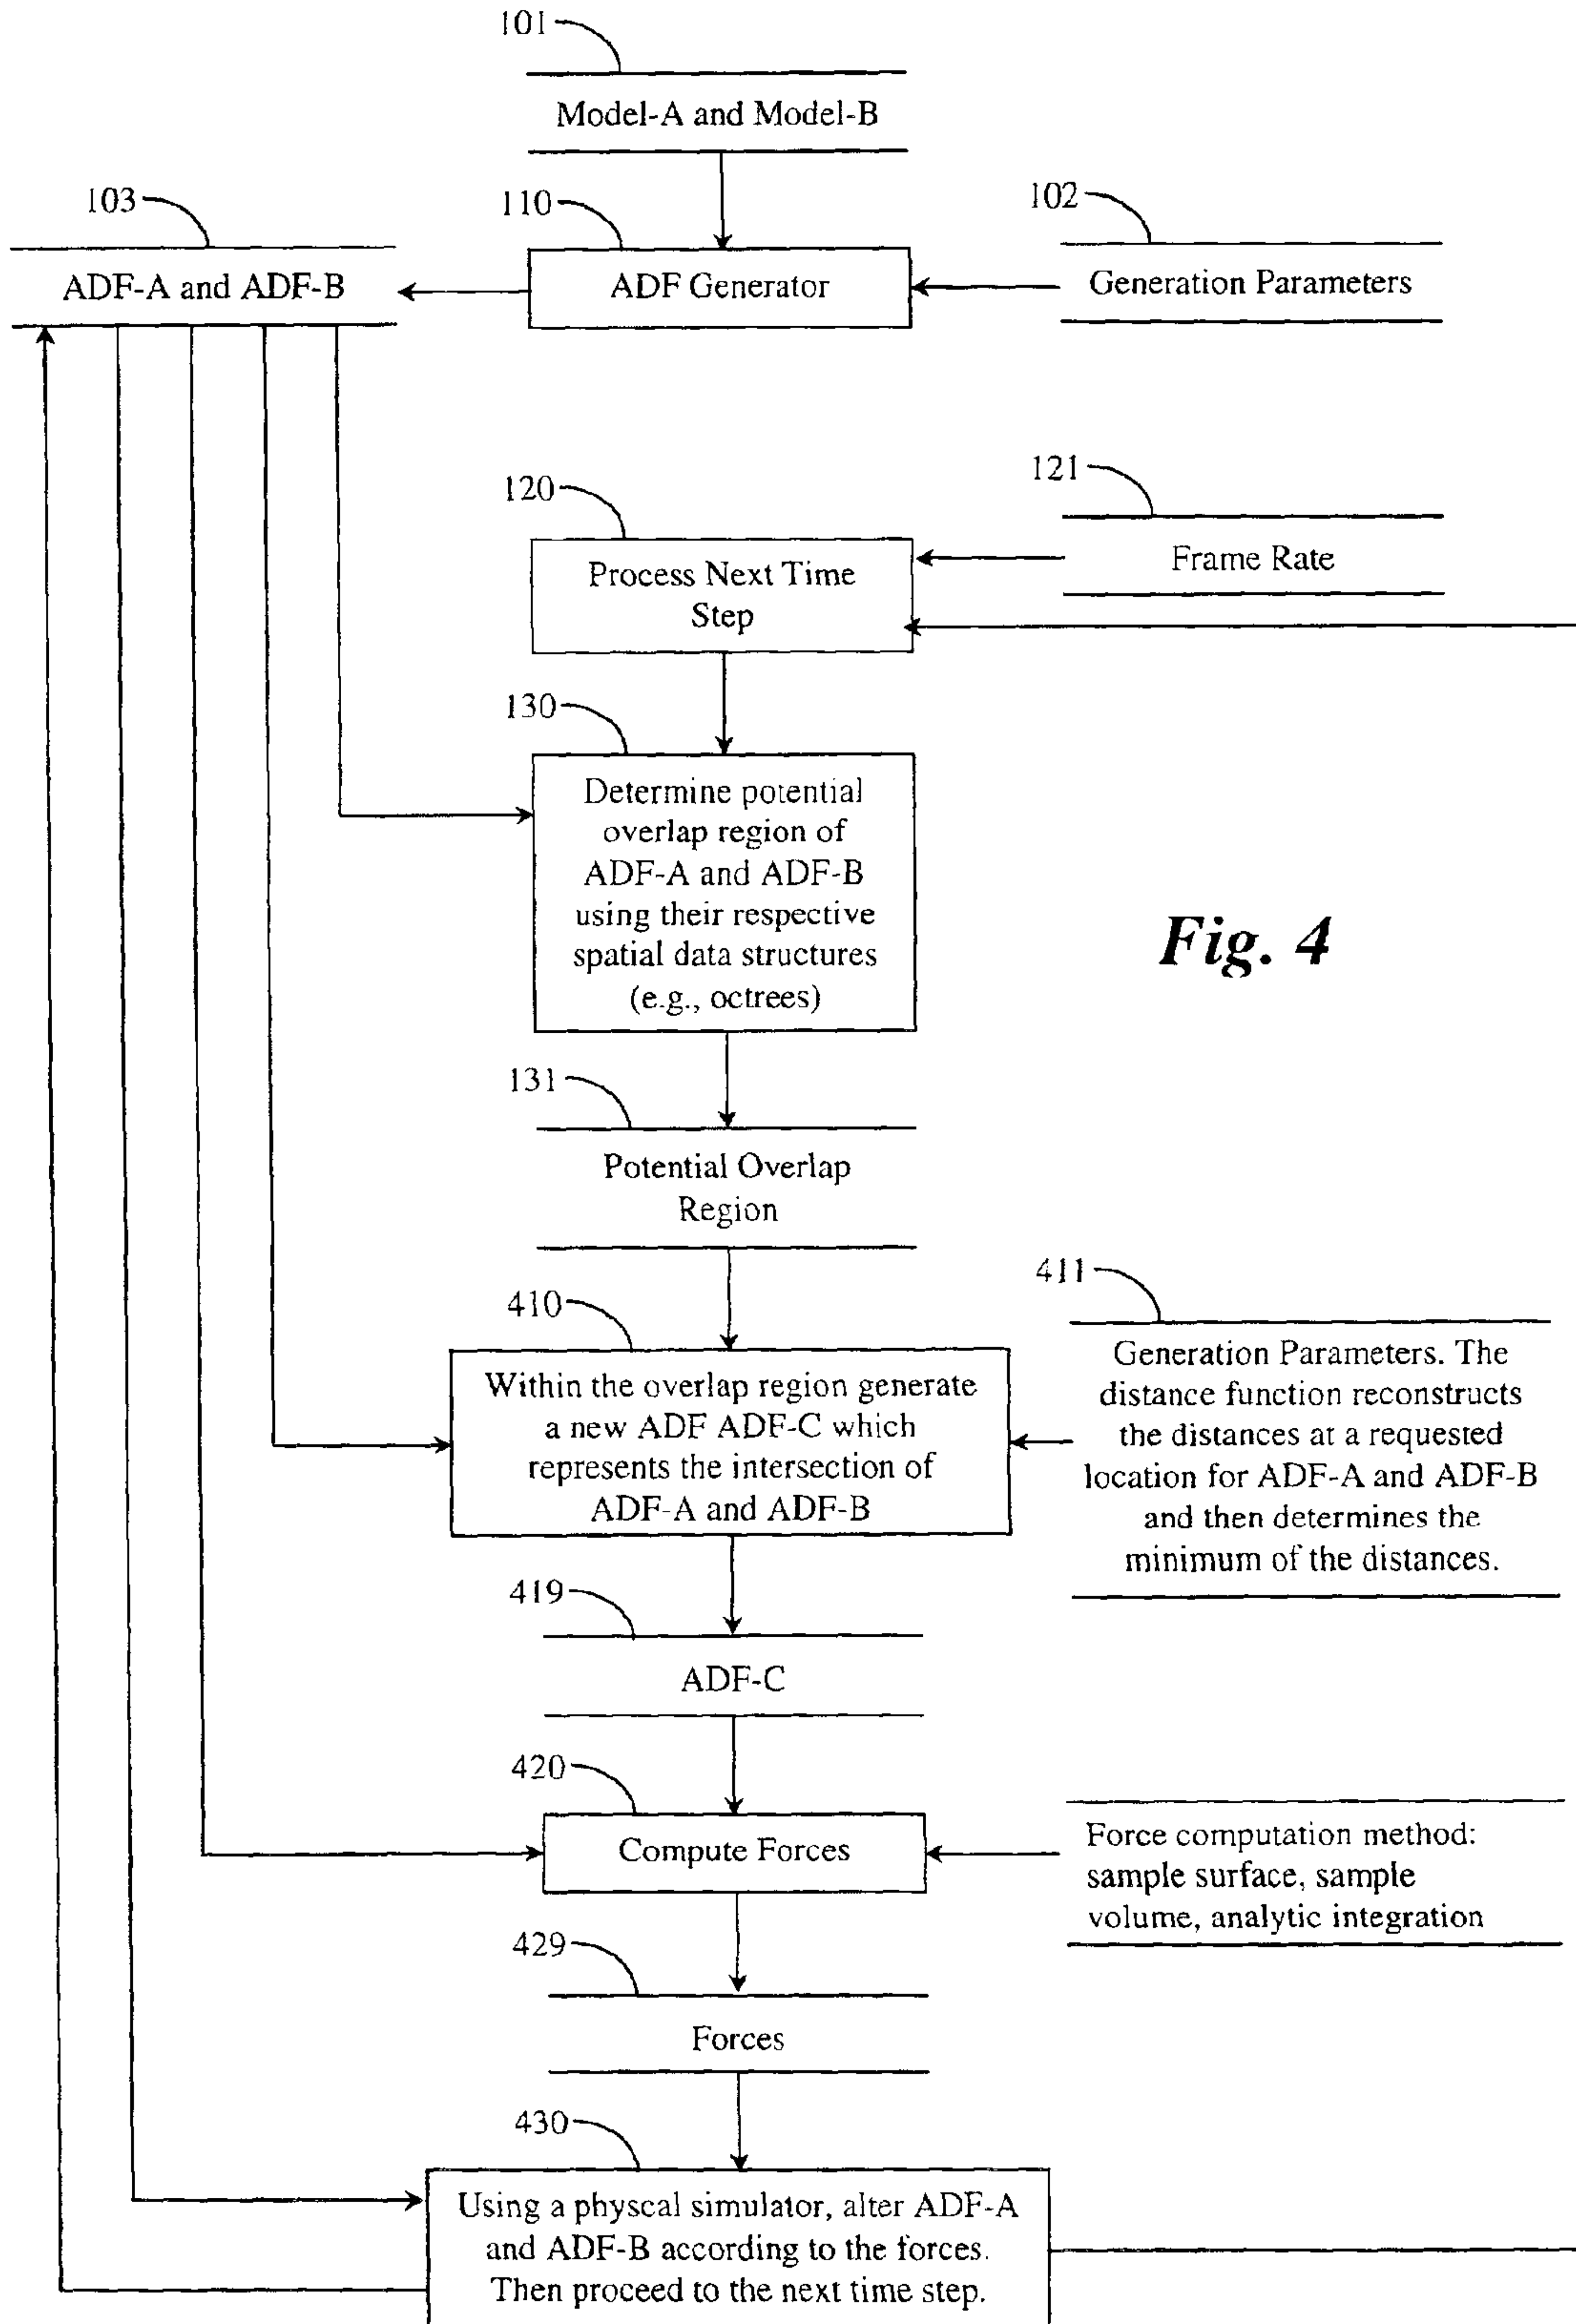 101
Model-A and Model-B
103
110
102
ADF-A and ADF-B
ADF Generator
Generation Parameters
120
121
Process Next Time
Step
Frame Rate
130
Determine potential
overlap region of
ADF-A and ADF-B
using their respective
spatial data structures
(e.g., octrees)
Fig. 4
131
Potential Overlap
Region
410
411
Within the overlap region generate
a new ADF ADF-C which
represents the intersection of
ADF-A and ADF-B
Generation Parameters. The
distance function reconstructs
the distances at a requested
location for ADF-A and ADF-B
and then determines the
minimum of the distances.
419
ADF-C
420
Compute Forces
Force computation method:
sample surface, sample
volume, analytic integration
429
Forces
430
Using a physcal simulator, alter ADF-A
and ADF-B according to the forces.
Then proceed to the next time step.